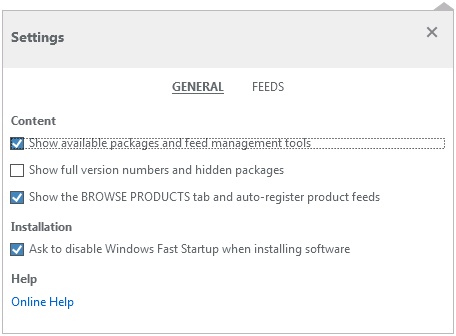 Settings
GENERAL FEEDS
Content
Show available packages and feed management tools
Show full version numbers and hidden packages
Show the BROWSE PRODUCTS tab and auto-register product feeds
Installation
Ask to disable Windows Fast Startup when installing software
Help
Online Help